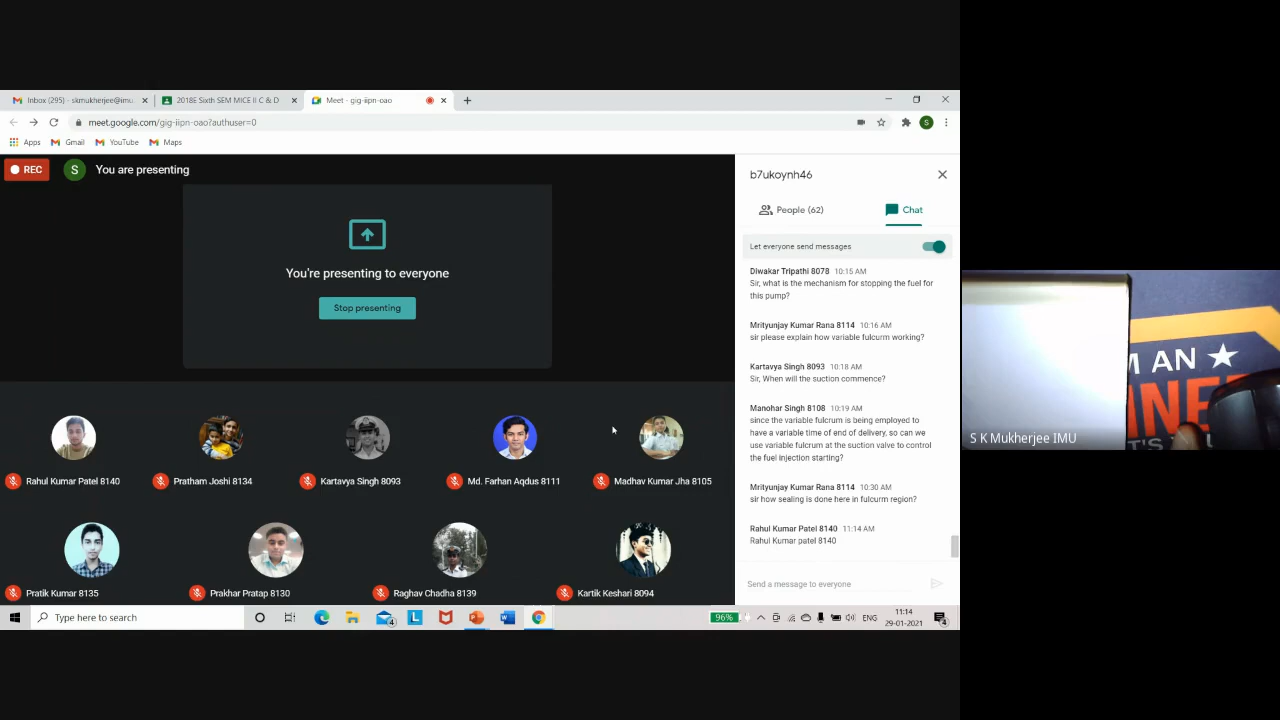 Inbox (295) - skmukherjee@imu.
2018E Sixth SEM MICE II C & D
Meet - gig-iipn-oao
meet.google.com/gig-iipn-oao?authuser=0
Apps
Gmail
YouTube
Maps
REC
S
You are presenting
You're presenting to everyone
Stop presenting
Rahul Kumar Patel 8140
Pratham Joshi 8134
Kartavya Singh 8093
Md. Farhan Aqdus 8111
Madhav Kumar Jha 8105
Pratik Kumar 8135
Prakhar Pratap 8130
Raghav Chadha 8139
Kartik Keshari 8094
b7ukoynh46
People (62)
Chat
Let everyone send messages
Diwakar Tripathi 8078 10:15 AM
Sir, what is the mechanism for stopping the fuel for
this pump?
Mrityunjay Kumar Rana 8114 10:16 AM
sir please explain how variable fulcurm working?
Kartavya Singh 8093 10:18 AM
Sir, When will the suction commence?
Manohar Singh 8108 10:19 AM
since the variable fulcrum is being employed to
have a variable time of end of delivery, so can we
use variable fulcrum at the suction valve to control
the fuel injection starting?
Mrityunjay Kumar Rana 8114 10:30 AM
sir how sealing is done here in fulcurm region?
Rahul Kumar Patel 8140 11:14 AM
Rahul Kumar patel 8140
Send a message to everyone
Type here to search
96%
ENG
11:14
29-01-2021
AN
S K Mukherjee IMU